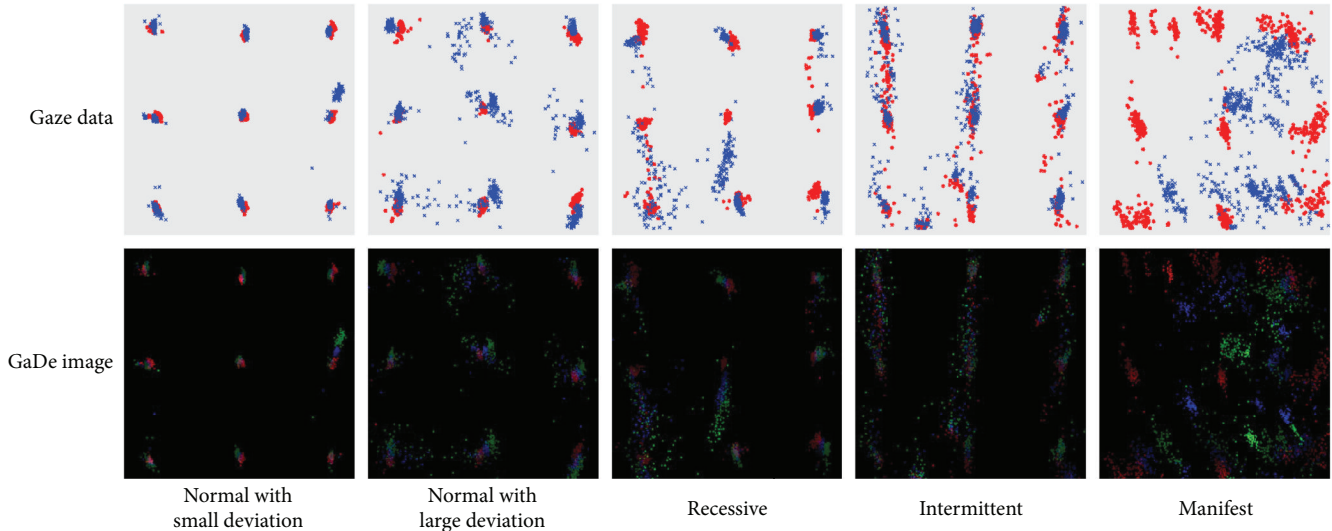 Gaze data
GaDe image
Normal with
small deviation
Normal with
large deviation
Recessive
Intermittent
Manifest